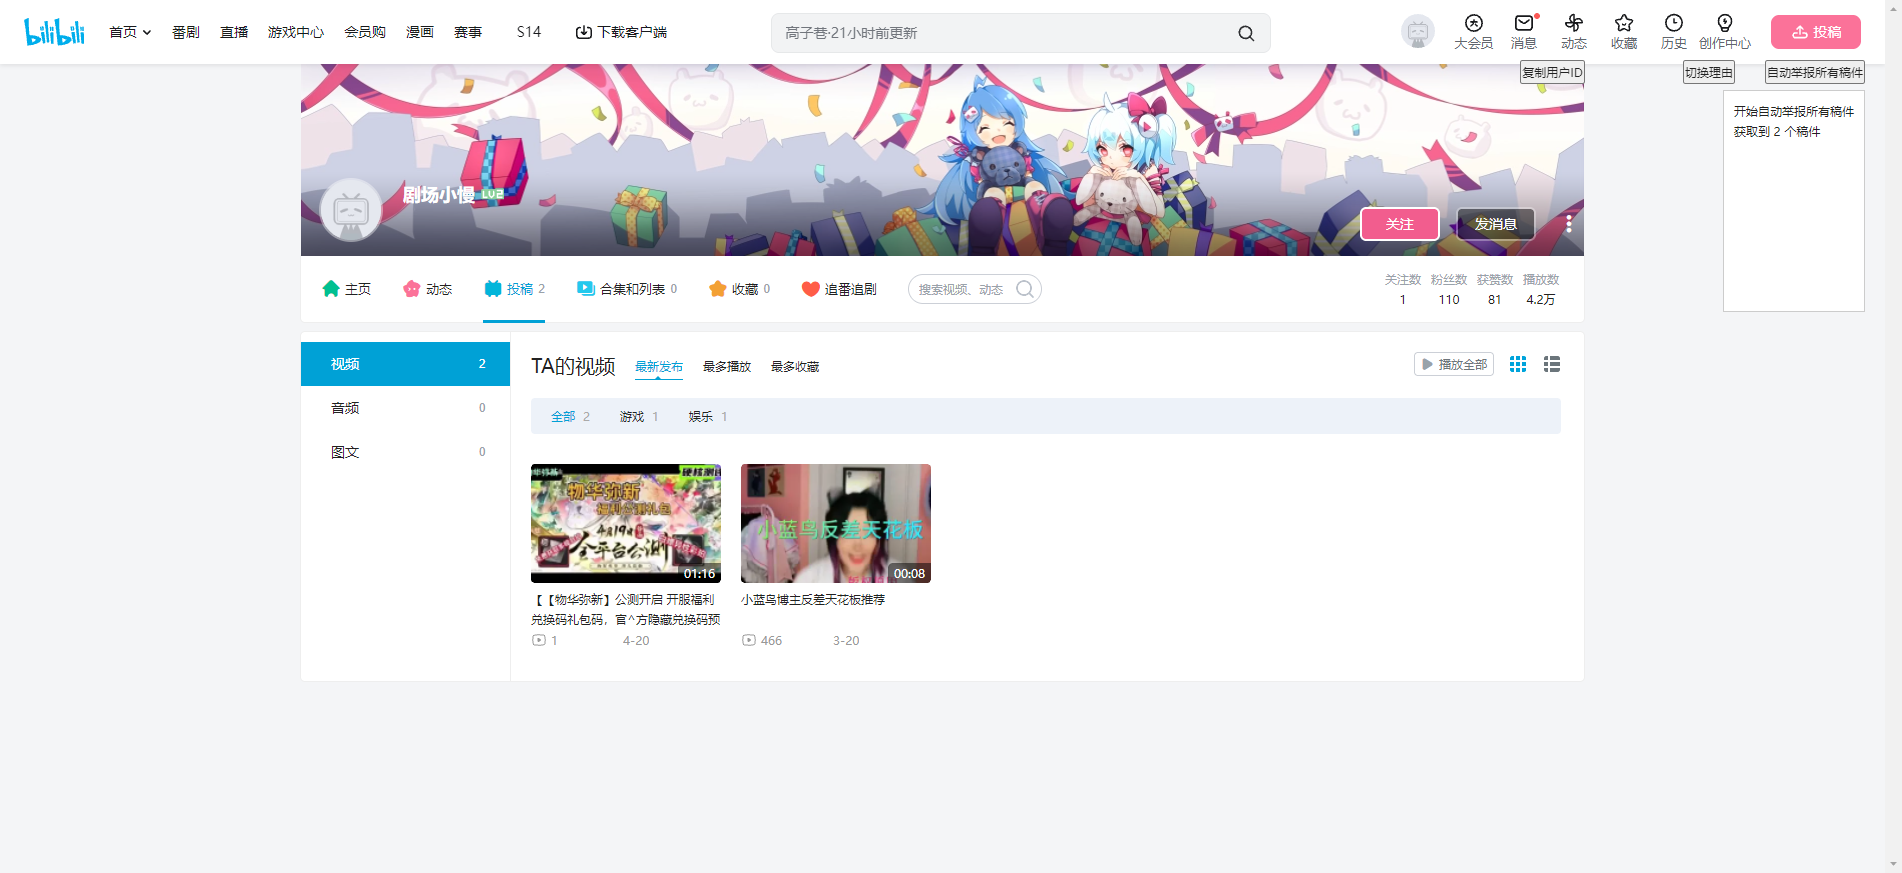 bilibili
首页
番剧
直播
游戏中心
会员购
漫画
赛事
S14
下载客户端
高子巷·21小时前更新
大会员
消息
动态
收藏
历史
创作中心
投稿
复制用户ID
切换理由
自动举报所有稿件
开始自动举报所有稿件
获取到 2 个稿件
剧场小慢 LV2
关注
发消息
主页
动态
投稿 2
合集和列表 0
收藏 0
追番追剧
搜索视频、动态
关注数 粉丝数 获赞数 播放数
1 110 81 4.2万
视频 2
音频 0
图文 0
TA的视频
最新发布
最多播放
最多收藏
播放全部
全部 2
游戏 1
娱乐 1
物华弥新
福利公测礼包
4月19日
全平台公测
01:16
小蓝鸟反差天花板
00:08
【【物华弥新】公测开启 开服福利
兑换码礼包码，官^方隐藏兑换码预
1 4-20
小蓝鸟博主反差天花板推荐
466 3-20